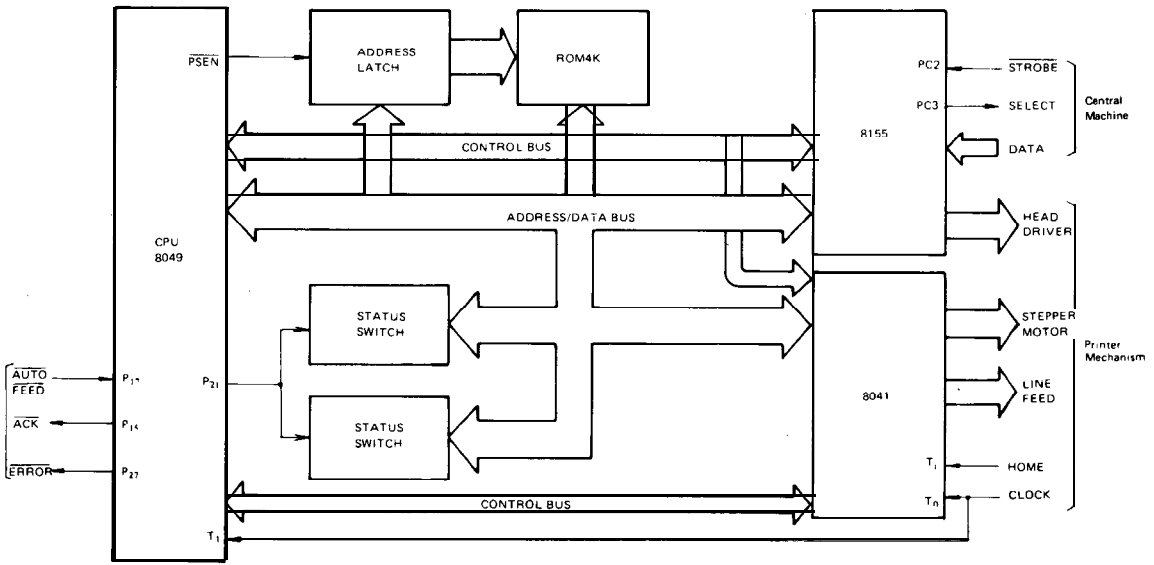 PSEN
ADDRESS
LATCH
ROM4K
PC2
STROBE
PC3
SELECT
Central
Machine
8155
DATA
CONTROL BUS
ADDRESS/DATA BUS
HEAD
DRIVER
CPU
8049
STATUS
SWITCH
STEPPER
MOTOR
Printer
Mechanism
AUTO
FEED
P21
LINE
FEED
8041
ACK
P16
STATUS
SWITCH
ERROR
P27
HOME
CLOCK
CONTROL BUS
T1